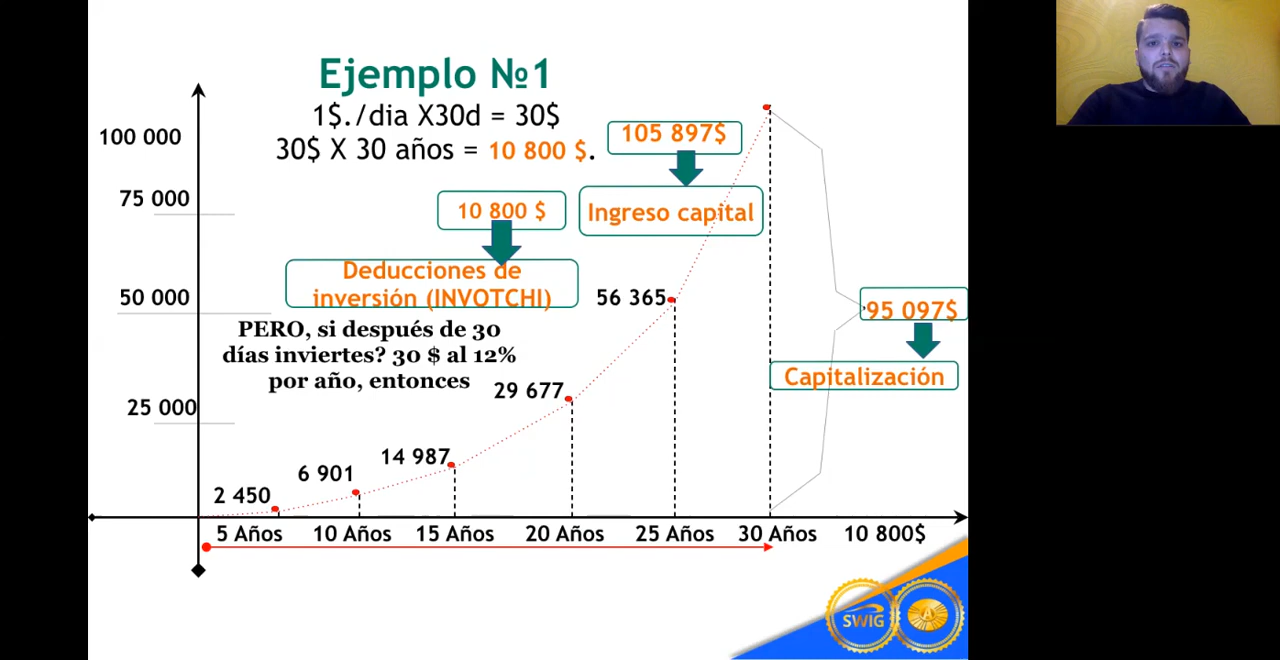 Ejemplo №1
1$./dia X30d = 30$
30$ X 30 años = 10 800 $.
105 897$
Ingreso capital
10 800 $
Deducciones de
inversión (INVOTCHI)
PERO, si después de 30
días inviertes? 30 $ al 12%
por año, entonces
100 000
75 000
50 000
25 000
2 450
6 901
14 987
29 677
56 365
95 097$
Capitalización
5 Años
10 Años
15 Años
20 Años
25 Años
30 Años
10 800$
SWIG
A